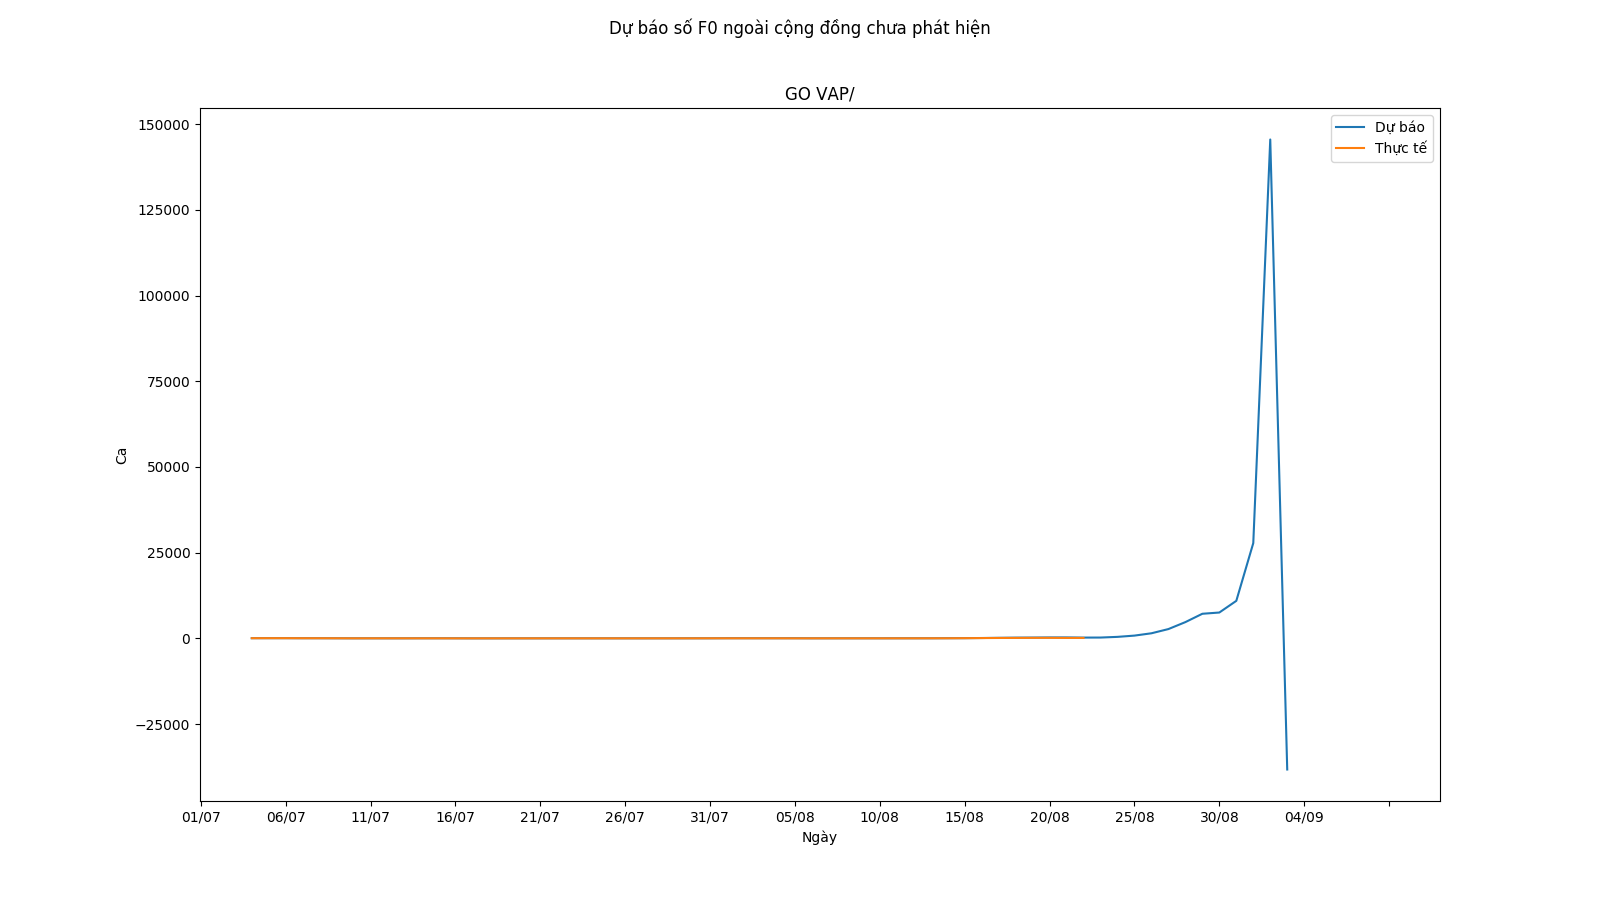 Dự báo số F0 ngoài cộng đồng chưa phát hiện
GO VAP/
Dự báo
Thực tế
150000
125000
100000
75000
50000
25000
0
−25000
Ca
01/07 06/07 11/07 16/07 21/07 26/07 31/07 05/08 10/08 15/08 20/08 25/08 30/08 04/09
Ngày